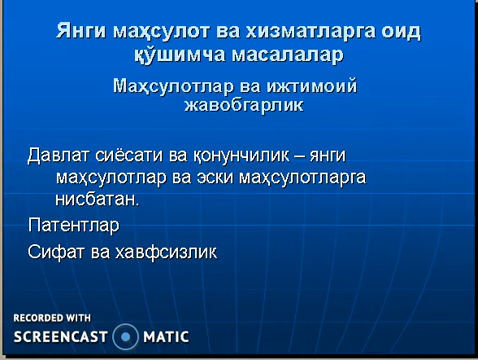 Янги маҳсулот ва хизматларга оид
қўшимча масалалар
Маҳсулотлар ва ижтимоий
жавобгарлик
Давлат сиёсати ва қонунчилик – янги
маҳсулотлар ва эски маҳсулотларга
нисбатан.
Патентлар
Сифат ва хавфсизлик
RECORDED WITH
SCREENCAST MATIC